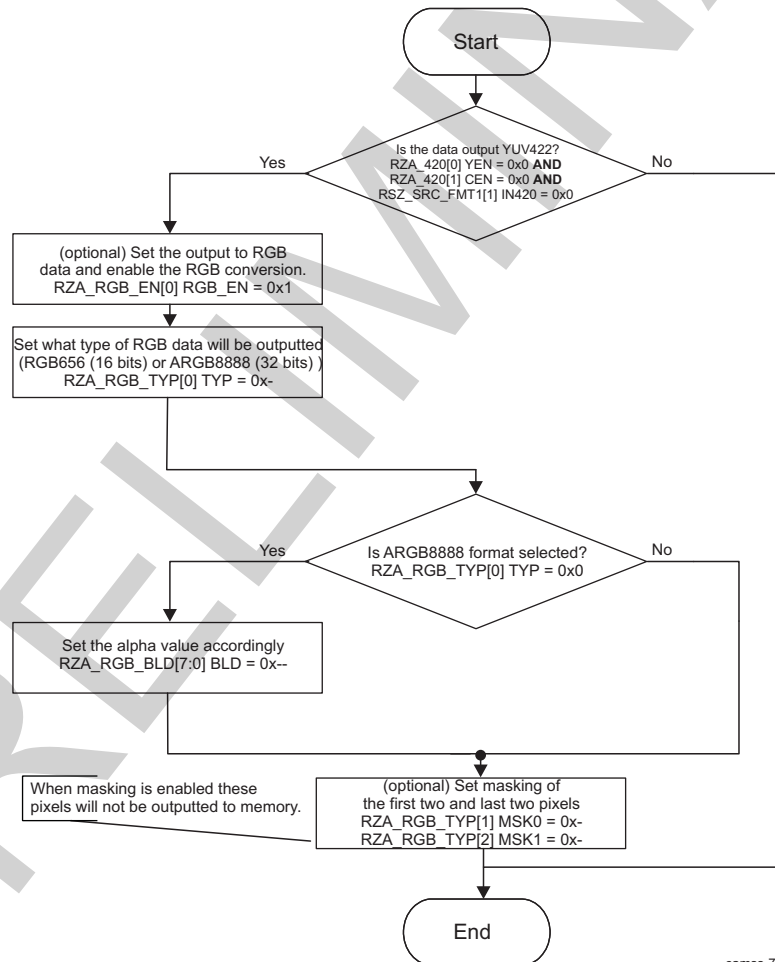 Start
Is the data output YUV422?
RZA_420[0] YEN = 0x0 AND
RZA_420[1] CEN = 0x0 AND
RSZ_SRC_FMT1[1] IN420 = 0x0
Yes
No
(optional) Set the output to RGB
data and enable the RGB conversion.
RZA_RGB_EN[0] RGB_EN = 0x1
Set what type of RGB data will be outputted
(RGB656 (16 bits) or ARGB8888 (32 bits) )
RZA_RGB_TYP[0] TYP = 0x-
Is ARGB8888 format selected?
RZA_RGB_TYP[0] TYP = 0x0
Yes
No
Set the alpha value accordingly
RZA_RGB_BLD[7:0] BLD = 0x--
When masking is enabled these
pixels will not be outputted to memory.
(optional) Set masking of
the first two and last two pixels
RZA_RGB_TYP[1] MSK0 = 0x-
RZA_RGB_TYP[2] MSK1 = 0x-
End